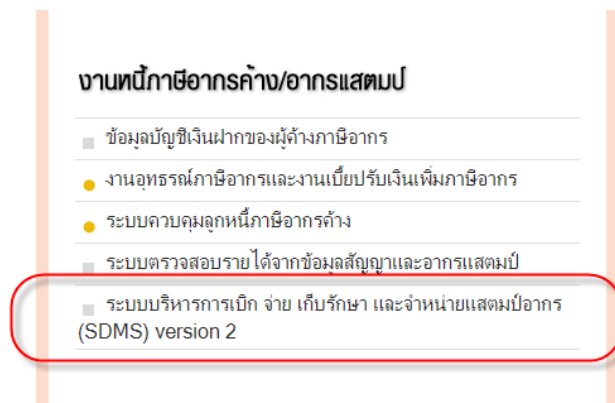 งานหนี้ภาษีอากรค้าง/อากรแสตมป์
ข้อมูลบัญชีเงินฝากของผู้ค้างภาษีอากร
งานอุทธรณ์ภาษีอากรและงานเบี้ยปรับเงินเพิ่มภาษีอากร
ระบบควบคุมลูกหนี้ภาษีอากรค้าง
ระบบตรวจสอบรายได้จากข้อมูลสัญญาและอากรแสตมป์
ระบบบริหารการเบิก จ่าย เก็บรักษา และจำหน่ายแสตมป์อากร
(SDMS) version 2